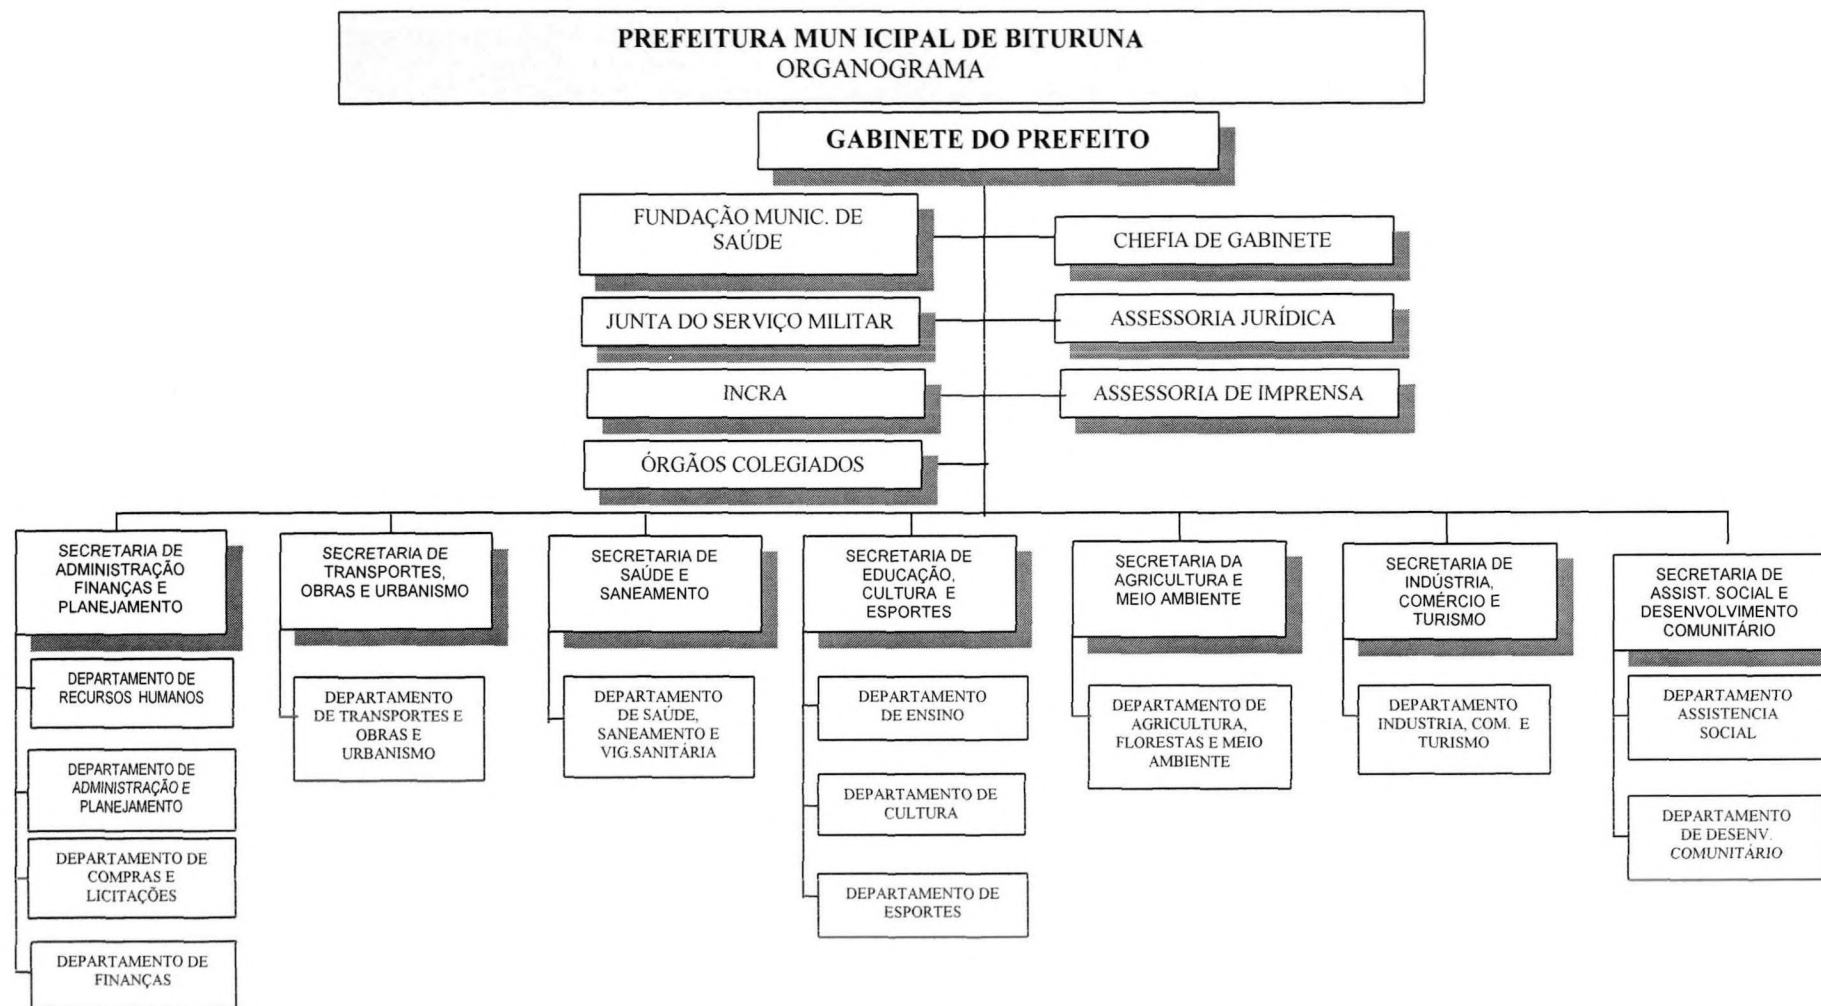 PREFEITURA MUN ICIPAL DE BITURUNA
ORGANOGRAMA
GABINETE DO PREFEITO
FUNDAÇÃO MUNIC. DE
SAÚDE
CHEFIA DE GABINETE
JUNTA DO SERVIÇO MILITAR
ASSESSORIA JURÍDICA
INCRA
ASSESSORIA DE IMPRENSA
ÓRGÃOS COLEGIADOS
SECRETARIA DE
ADMINISTRAÇÃO
FINANÇAS E
PLANEJAMENTO
SECRETARIA DE
TRANSPORTES,
OBRAS E URBANISMO
SECRETARIA DE
SAÚDE E
SANEAMENTO
SECRETARIA DE
EDUCAÇÃO,
CULTURA E
ESPORTES
SECRETARIA DA
AGRICULTURA E
MEIO AMBIENTE
SECRETARIA DE
INDÚSTRIA,
COMÉRCIO E
TURISMO
SECRETARIA DE
ASSIST. SOCIAL E
DESENVOLVIMENTO
COMUNITÁRIO
DEPARTAMENTO DE
RECURSOS HUMANOS
DEPARTAMENTO DE
ADMINISTRAÇÃO E
PLANEJAMENTO
DEPARTAMENTO DE
COMPRAS E
LICITAÇÕES
DEPARTAMENTO DE
FINANÇAS
DEPARTAMENTO
DE TRANSPORTES E
OBRAS E
URBANISMO
DEPARTAMENTO
DE SAÚDE,
SANEAMENTO E
VIG.SANITÁRIA
DEPARTAMENTO
DE ENSINO
DEPARTAMENTO DE
CULTURA
DEPARTAMENTO DE
ESPORTES
DEPARTAMENTO DE
AGRICULTURA,
FLORESTAS E MEIO
AMBIENTE
DEPARTAMENTO
INDUSTRIA, COM. E
TURISMO
DEPARTAMENTO
ASSISTENCIA
SOCIAL
DEPARTAMENTO
DE DESENV.
COMUNITÁRIO